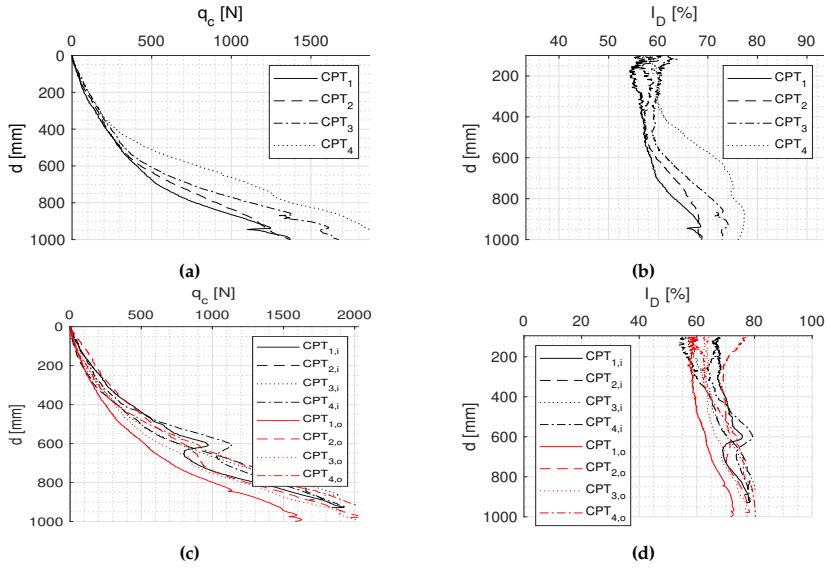 q_c [N]
0 500 1000 1500
0
200
400
600
800
1000
d [mm]
CPT_1
CPT_2
CPT_3
CPT_4
(a)
I_D [%]
40 50 60 70 80 90
200
400
600
800
1000
d [mm]
CPT_1
CPT_2
CPT_3
CPT_4
(b)
q_c [N]
0 500 1000 1500 2000
0
200
400
600
800
1000
d [mm]
CPT_1,i
CPT_2,i
CPT_3,i
CPT_4,i
CPT_1,o
CPT_2,o
CPT_3,o
CPT_4,o
(c)
I_D [%]
0 20 40 60 80 100
200
400
600
800
1000
d [mm]
CPT_1,i
CPT_2,i
CPT_3,i
CPT_4,i
CPT_1,o
CPT_2,o
CPT_3,o
CPT_4,o
(d)